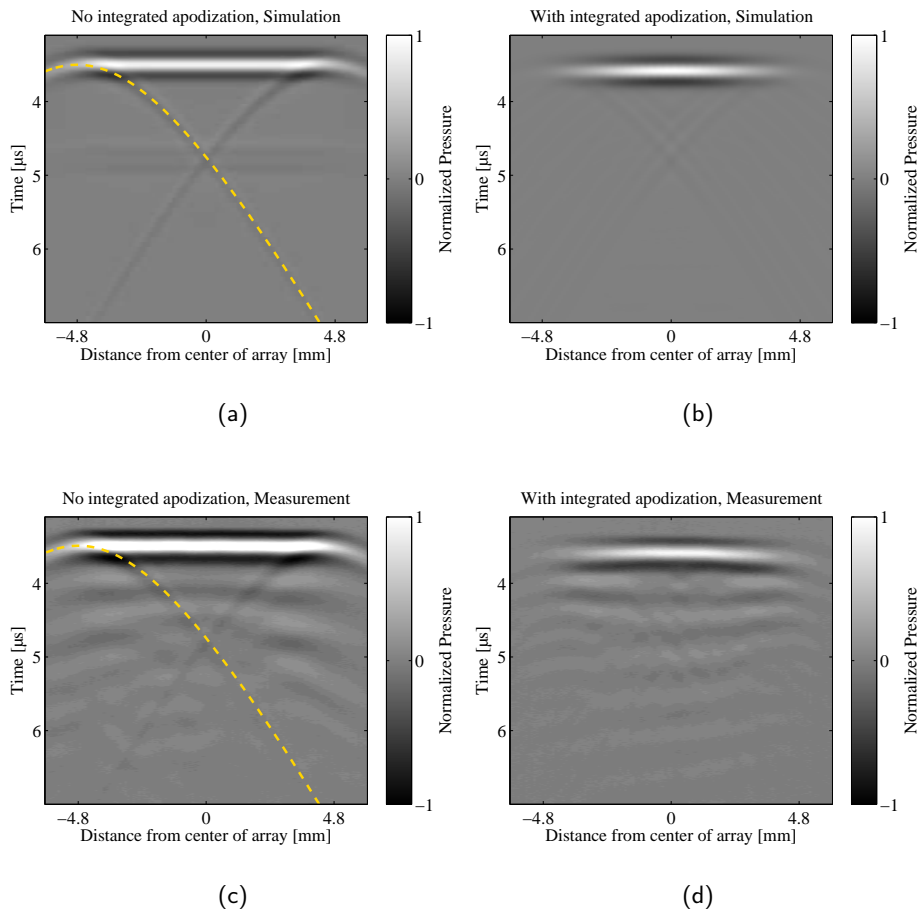 No integrated apodization, Simulation
4
5
6
Time [µs]
−4.8
0
4.8
Distance from center of array [mm]
1
0
−1
Normalized Pressure
(a)
With integrated apodization, Simulation
4
5
6
Time [µs]
−4.8
0
4.8
Distance from center of array [mm]
1
0
−1
Normalized Pressure
(b)
No integrated apodization, Measurement
4
5
6
Time [µs]
−4.8
0
4.8
Distance from center of array [mm]
1
0
−1
Normalized Pressure
(c)
With integrated apodization, Measurement
4
5
6
Time [µs]
−4.8
0
4.8
Distance from center of array [mm]
1
0
−1
Normalized Pressure
(d)